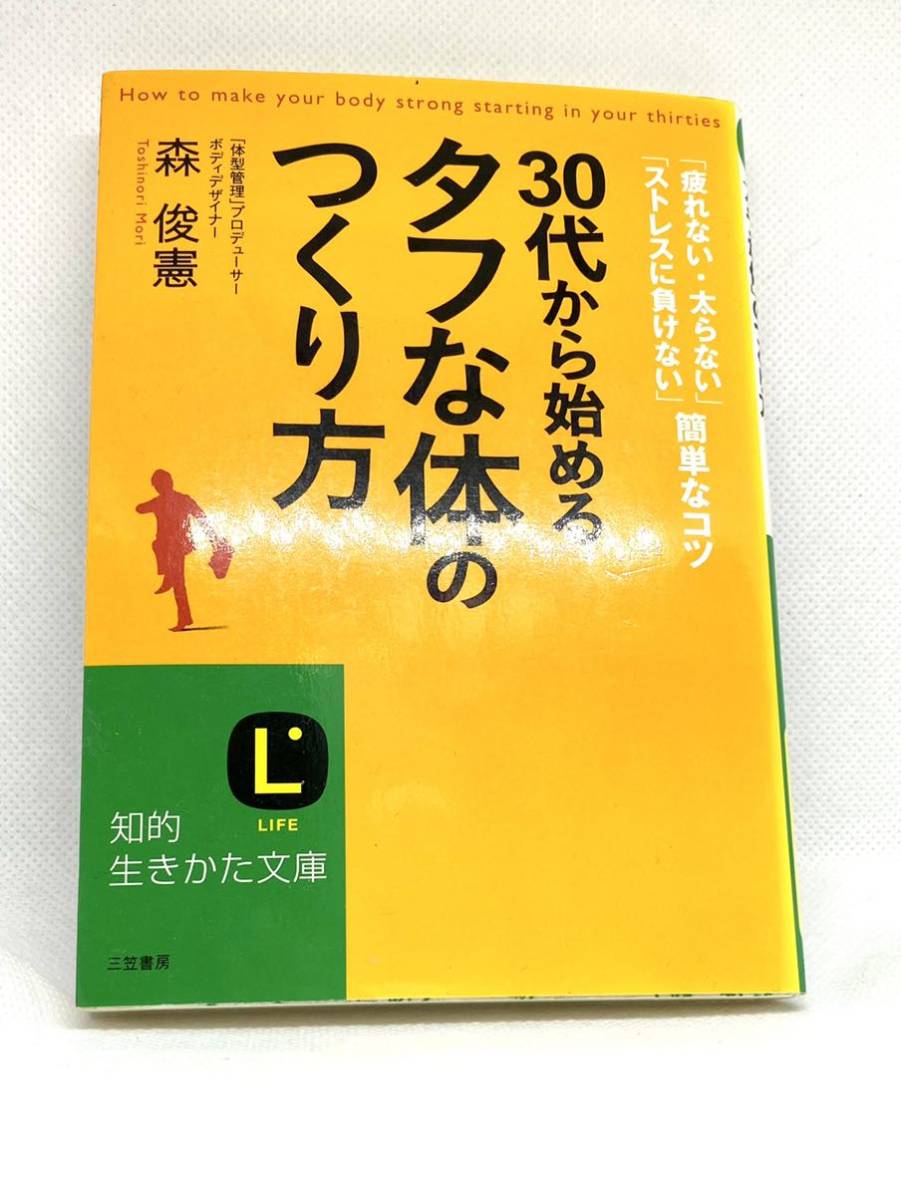 How to make your body strong starting in your thirties
「疲れない・太らない」
「ストレスに負けない」
簡単なコツ
30代から始めろ
タフな体の
つくり方
「体型管理」プロデューサー
ボディデザイナー
森 俊憲
Toshinori Mori
L
LIFE
知的
生きかた文庫
三笠書房